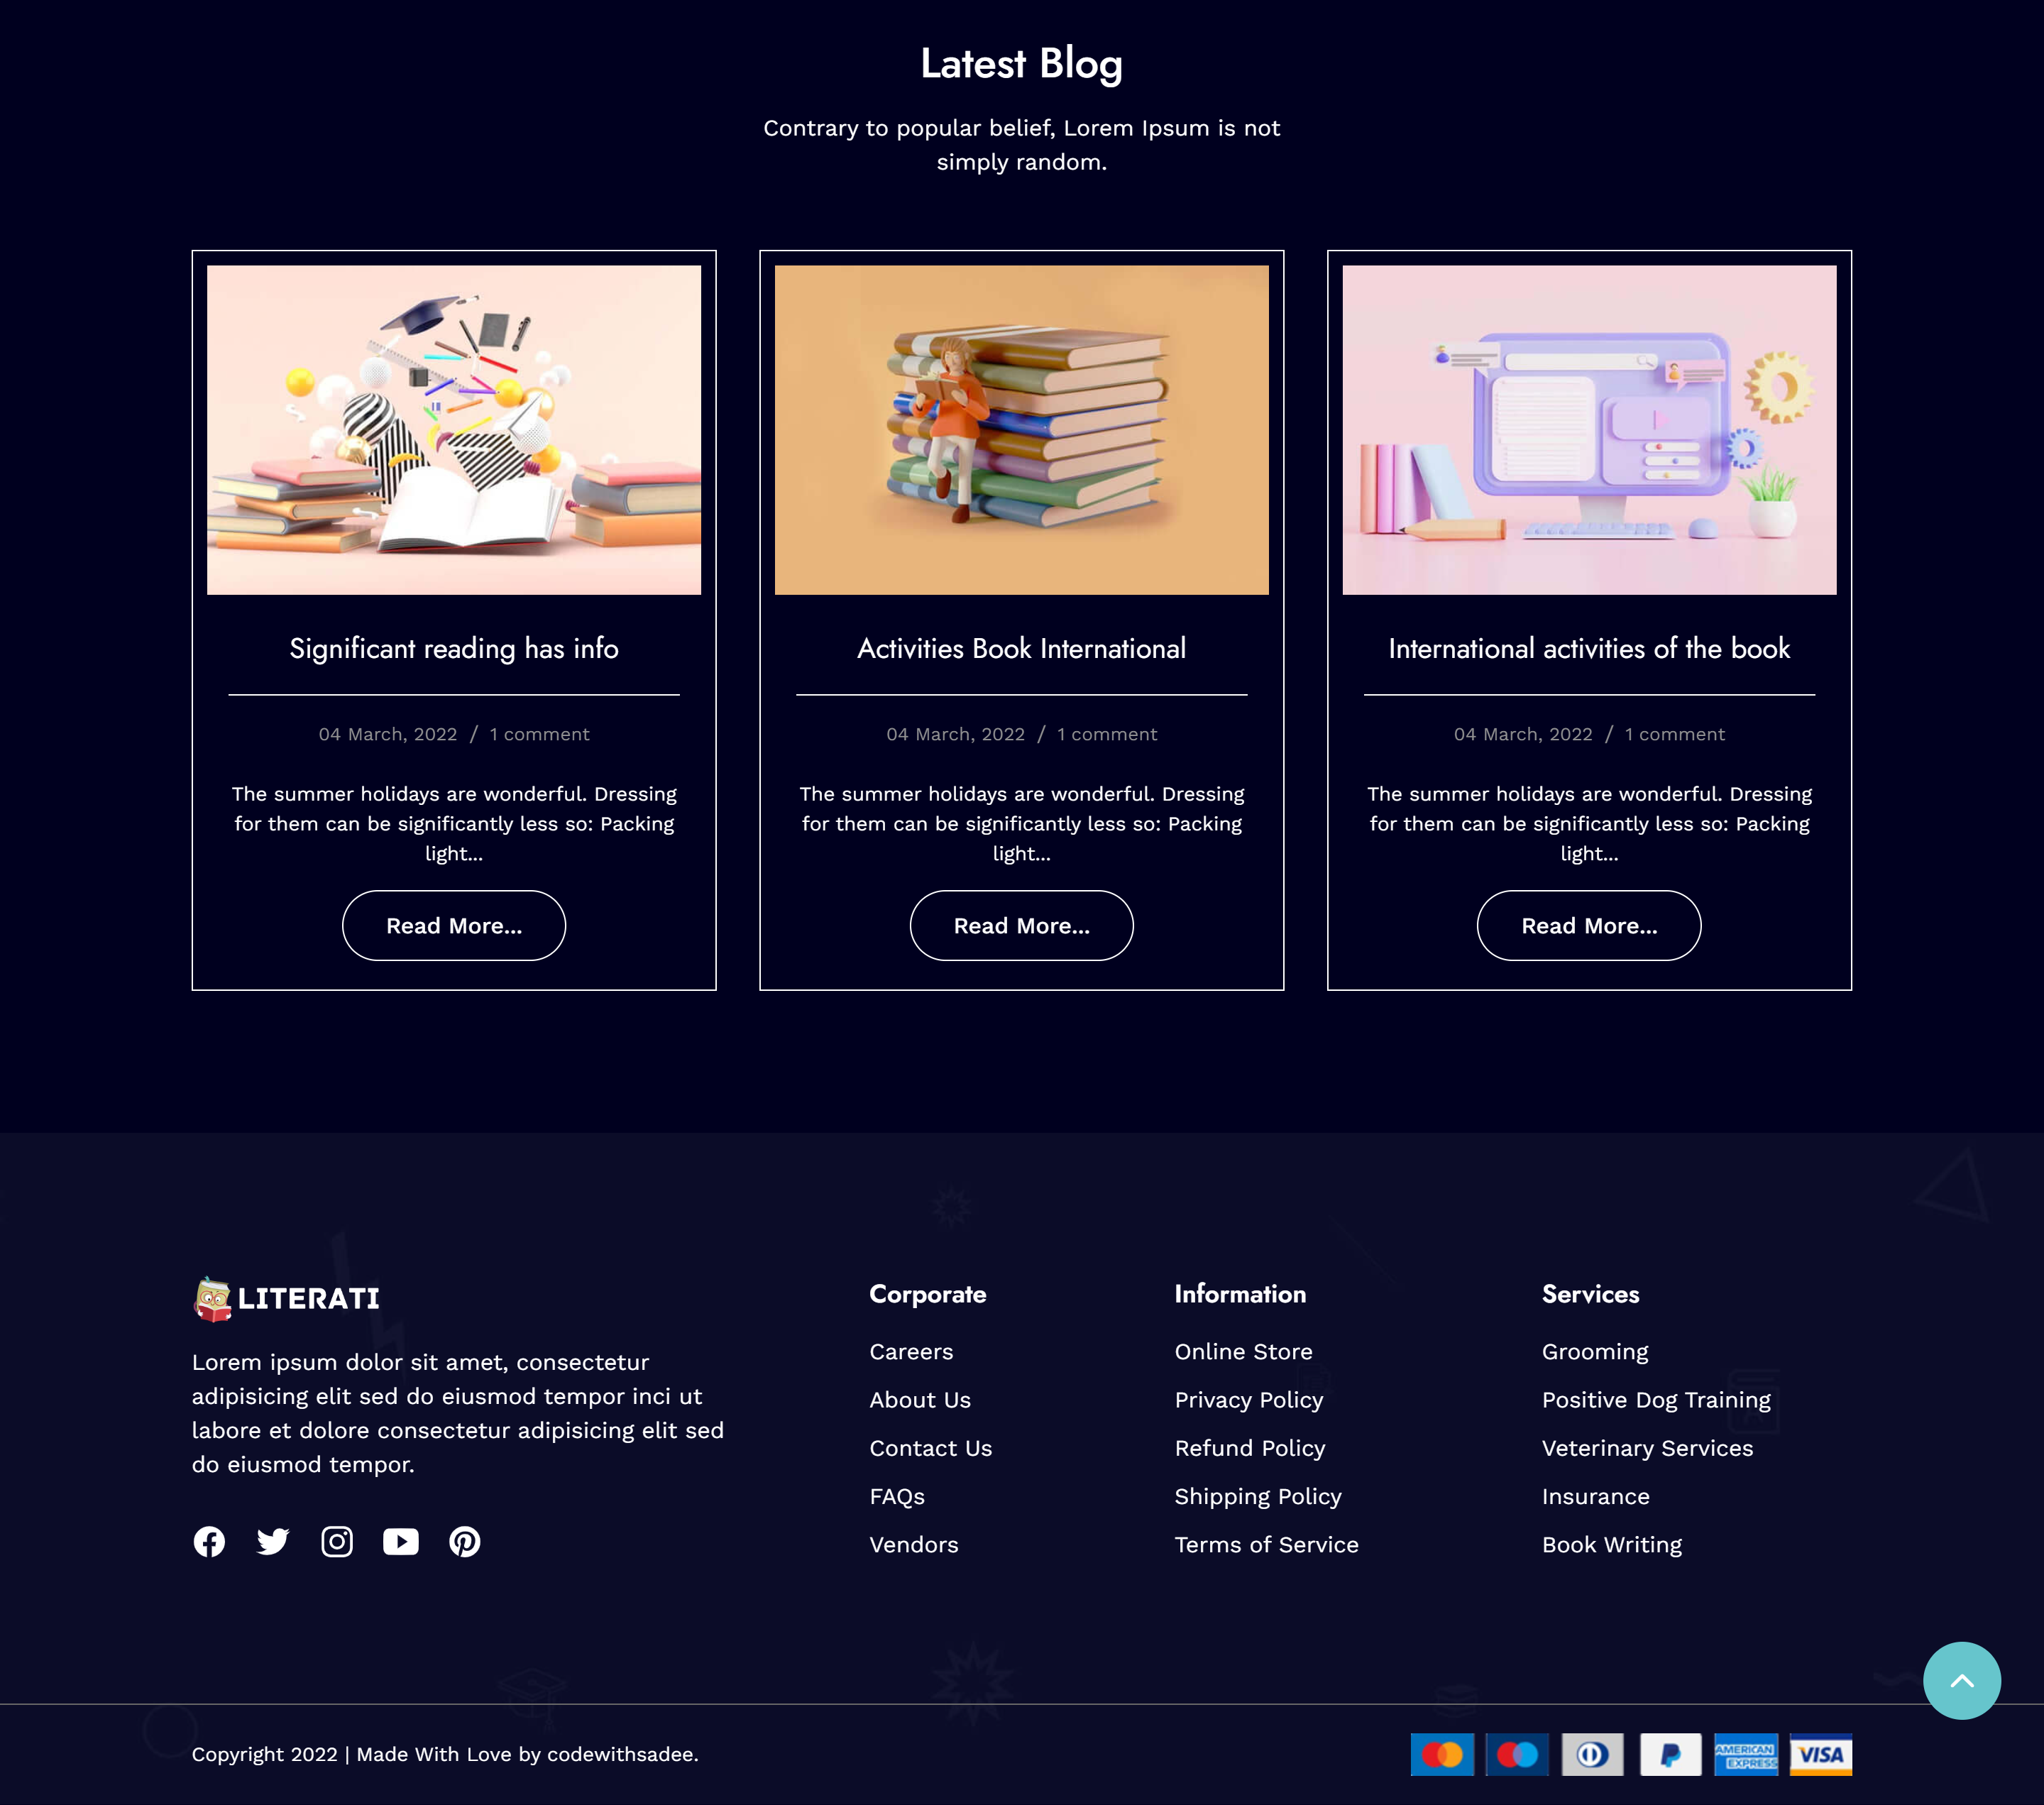 Latest Blog
Contrary to popular belief, Lorem Ipsum is not
simply random.
Significant reading has info
04 March, 2022 / 1 comment
The summer holidays are wonderful. Dressing
for them can be significantly less so: Packing
light...
Read More...
Activities Book International
04 March, 2022 / 1 comment
The summer holidays are wonderful. Dressing
for them can be significantly less so: Packing
light...
Read More...
International activities of the book
04 March, 2022 / 1 comment
The summer holidays are wonderful. Dressing
for them can be significantly less so: Packing
light...
Read More...
LITERATI
Lorem ipsum dolor sit amet, consectetur
adipisicing elit sed do eiusmod tempor inci ut
labore et dolore consectetur adipisicing elit sed
do eiusmod tempor.
Corporate
Careers
About Us
Contact Us
FAQs
Vendors
Information
Online Store
Privacy Policy
Refund Policy
Shipping Policy
Terms of Service
Services
Grooming
Positive Dog Training
Veterinary Services
Insurance
Book Writing
Copyright 2022 | Made With Love by codewithsadee.
AMERICAN
EXPRESS
VISA